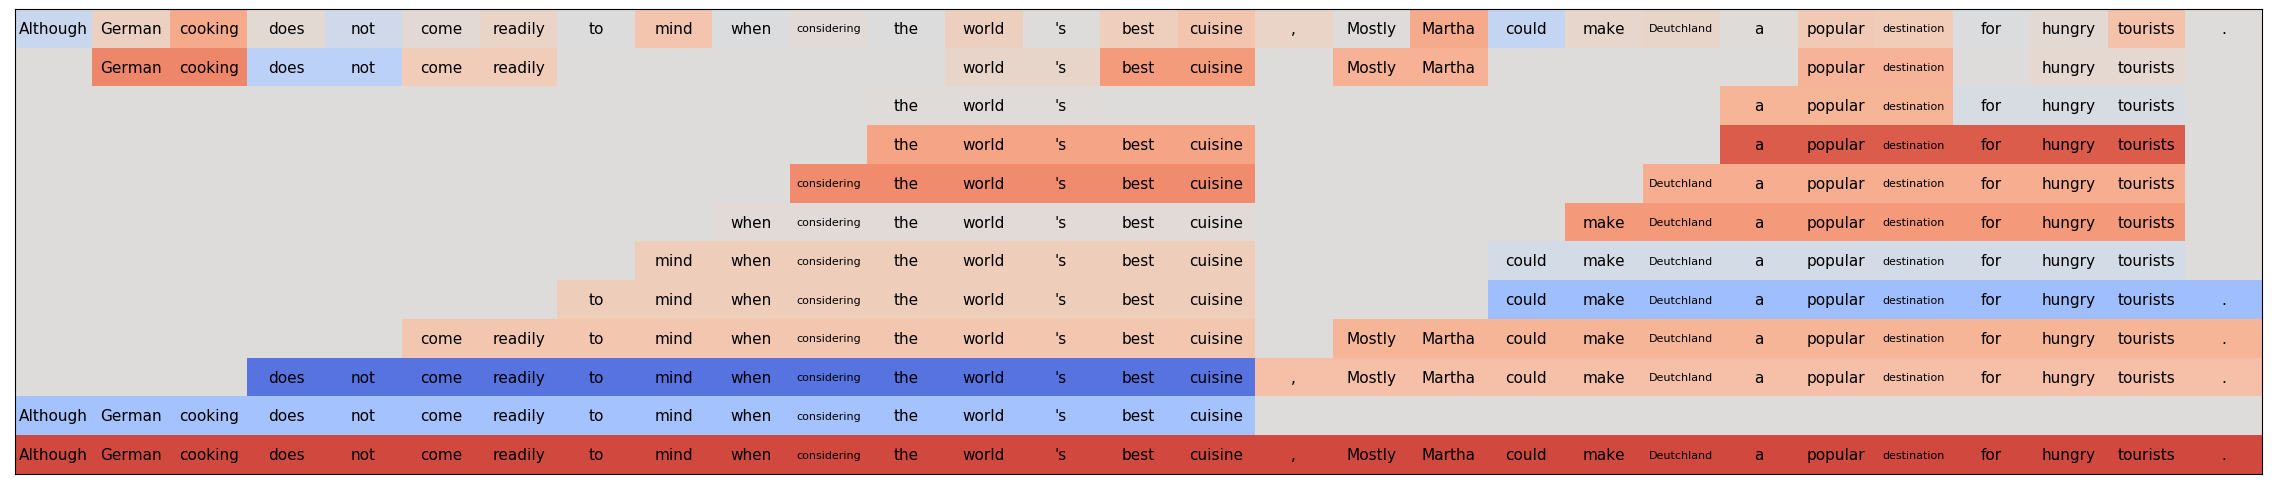 Although German cooking does not come readily to mind when considering the world 's best cuisine , Mostly Martha could make Deutchland a popular destination for hungry tourists .
German cooking does not come readily world 's best cuisine Mostly Martha popular destination hungry tourists
the world 's a popular destination for hungry tourists
the world 's best cuisine a popular destination for hungry tourists
considering the world 's best cuisine Deutchland a popular destination for hungry tourists
when considering the world 's best cuisine make Deutchland a popular destination for hungry tourists
mind when considering the world 's best cuisine could make Deutchland a popular destination for hungry tourists
to mind when considering the world 's best cuisine could make Deutchland a popular destination for hungry tourists .
come readily to mind when considering the world 's best cuisine Mostly Martha could make Deutchland a popular destination for hungry tourists .
does not come readily to mind when considering the world 's best cuisine , Mostly Martha could make Deutchland a popular destination for hungry tourists .
Although German cooking does not come readily to mind when considering the world 's best cuisine
Although German cooking does not come readily to mind when considering the world 's best cuisine , Mostly Martha could make Deutchland a popular destination for hungry tourists .